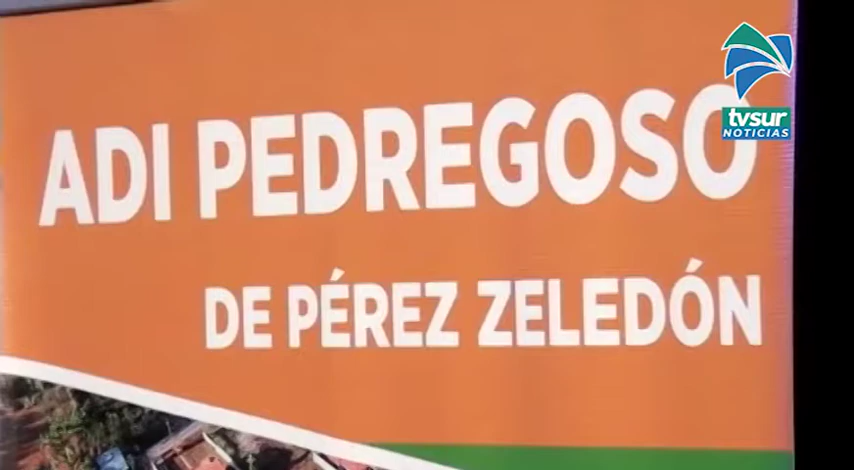 ADI PEDREGOSO
DE PÉREZ ZELEDÓN
tvsur
NOTICIAS